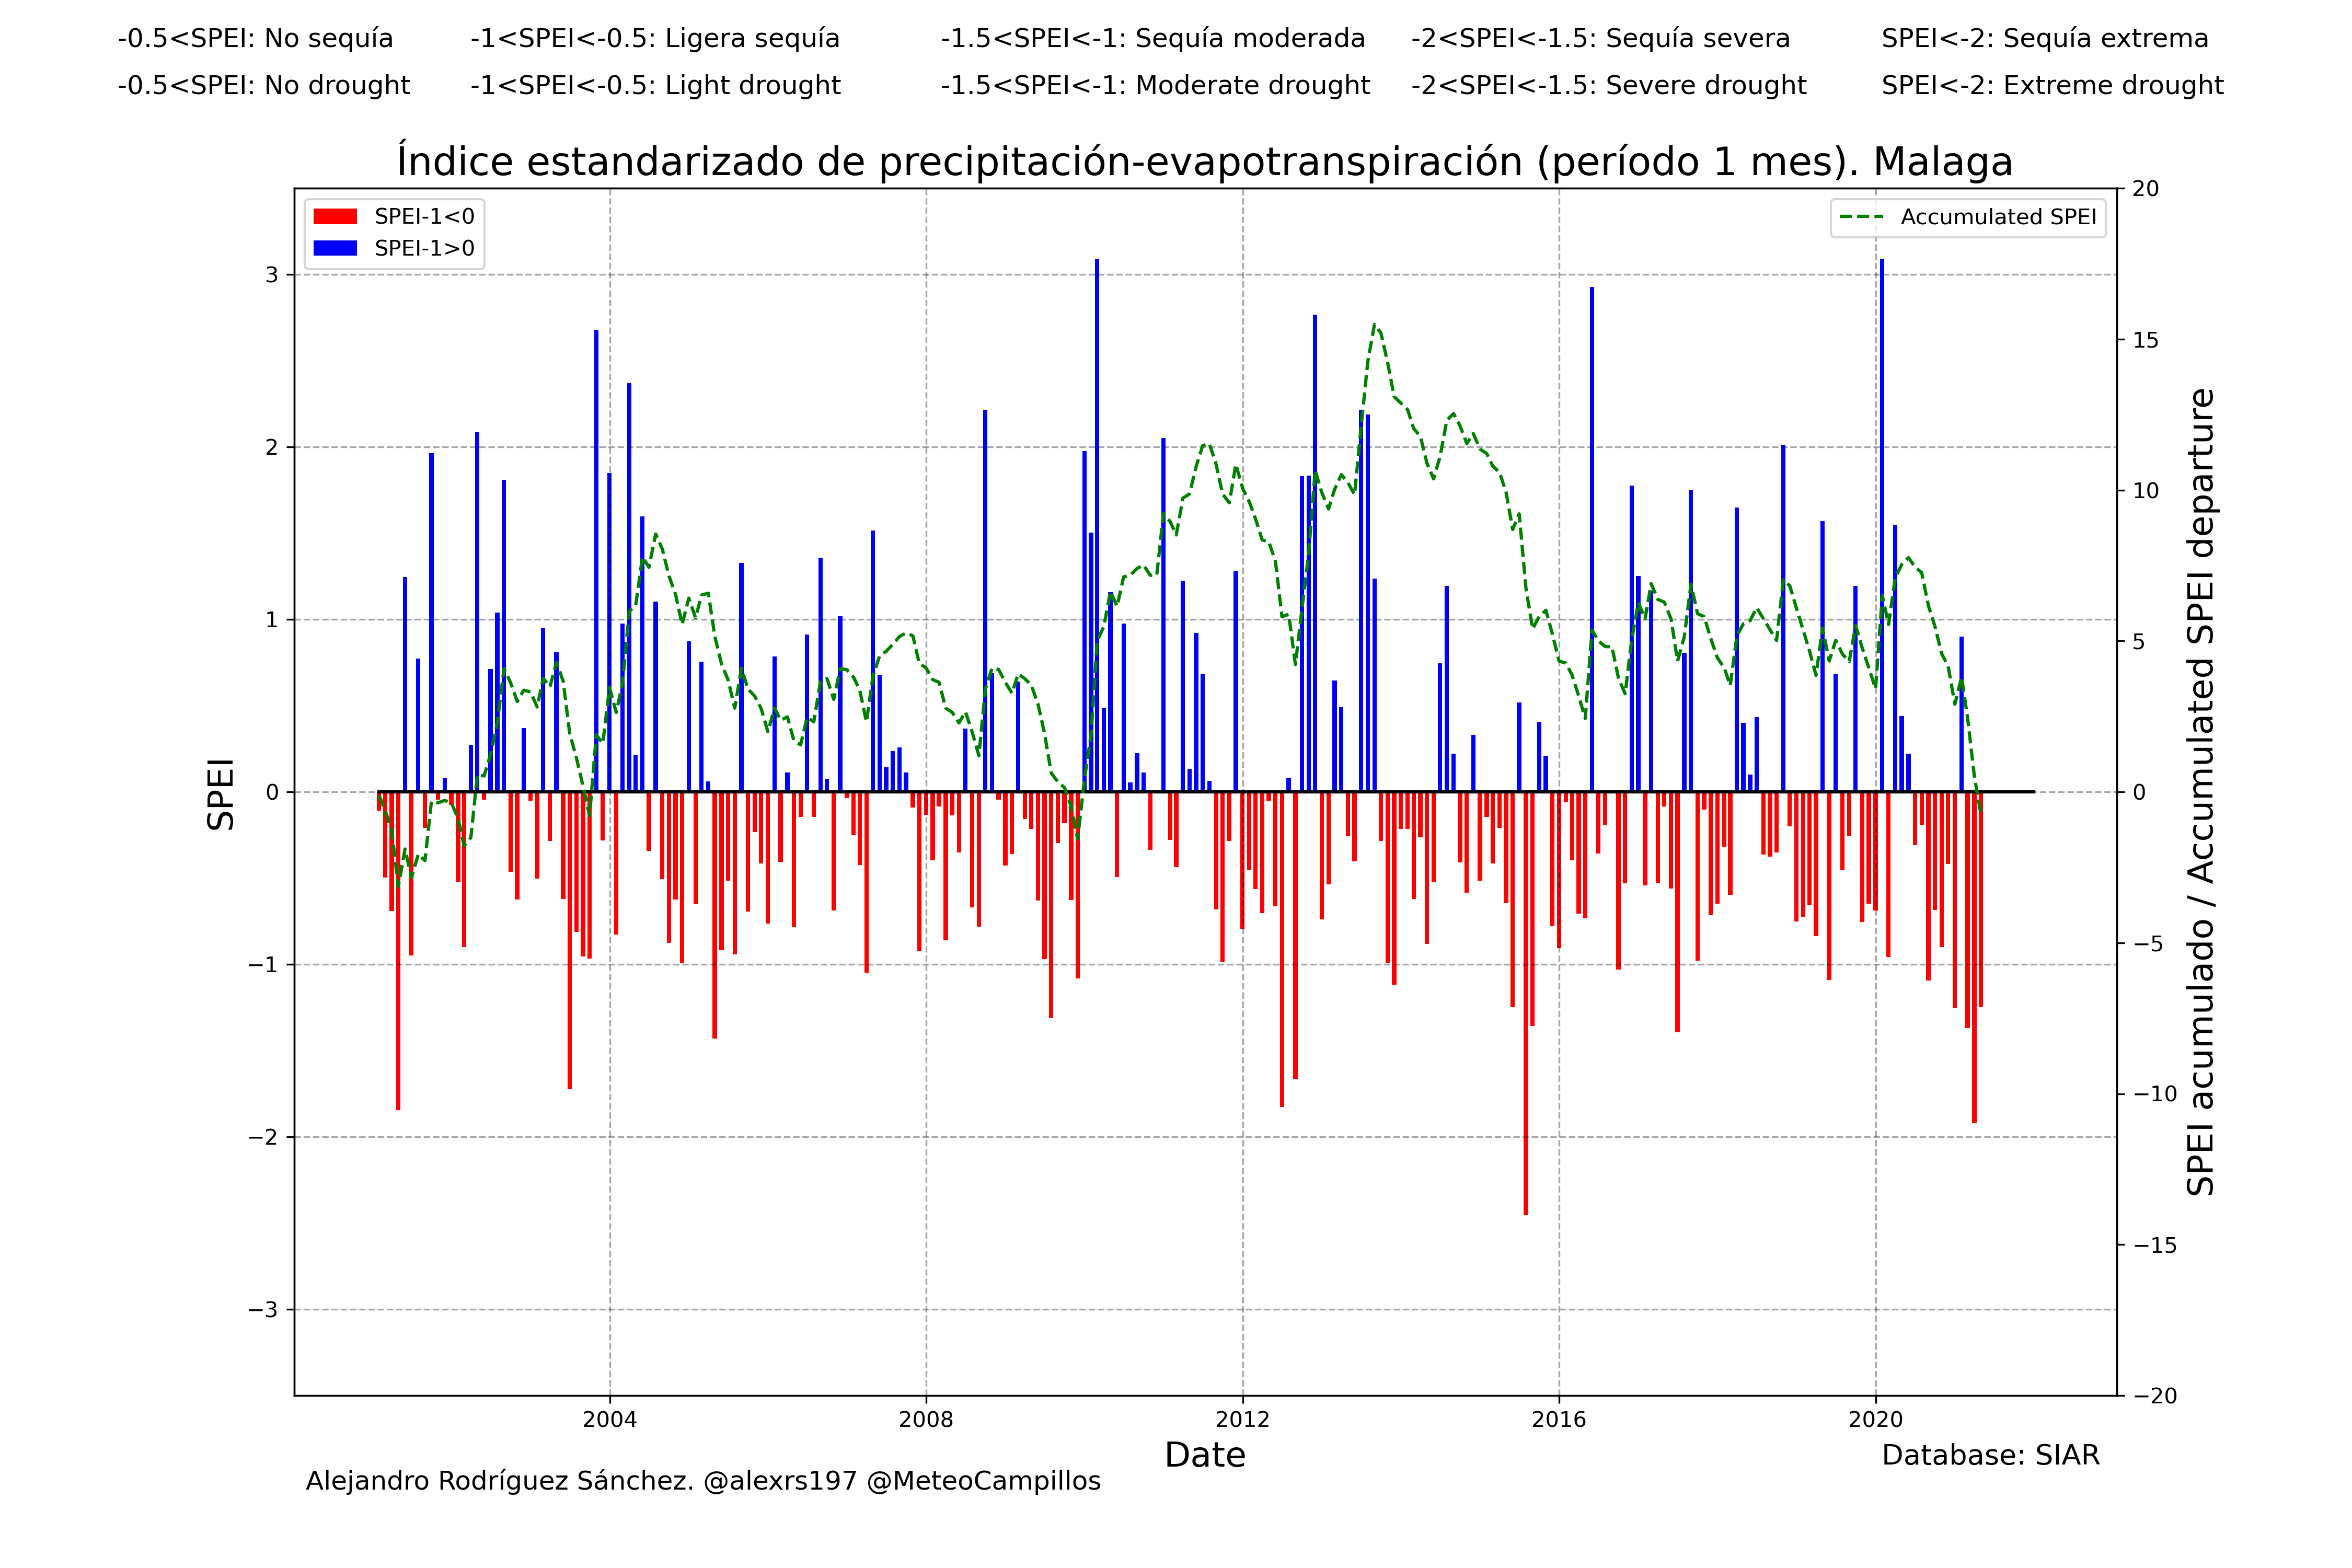 -0.5<SPEI: No sequía -1<SPEI<-0.5: Ligera sequía -1.5<SPEI<-1: Sequía moderada -2<SPEI<-1.5: Sequía severa SPEI<-2: Sequía extrema
-0.5<SPEI: No drought -1<SPEI<-0.5: Light drought -1.5<SPEI<-1: Moderate drought -2<SPEI<-1.5: Severe drought SPEI<-2: Extreme drought
Índice estandarizado de precipitación-evapotranspiración (período 1 mes). Malaga
SPEI-1<0
SPEI-1>0
Accumulated SPEI
SPEI
3
2
1
0
−1
−2
−3
20
15
10
5
0
−5
−10
−15
−20
SPEI acumulado / Accumulated SPEI departure
2004 2008 2012 2016 2020
Date
Database: SIAR
Alejandro Rodríguez Sánchez. @alexrs197 @MeteoCampillos